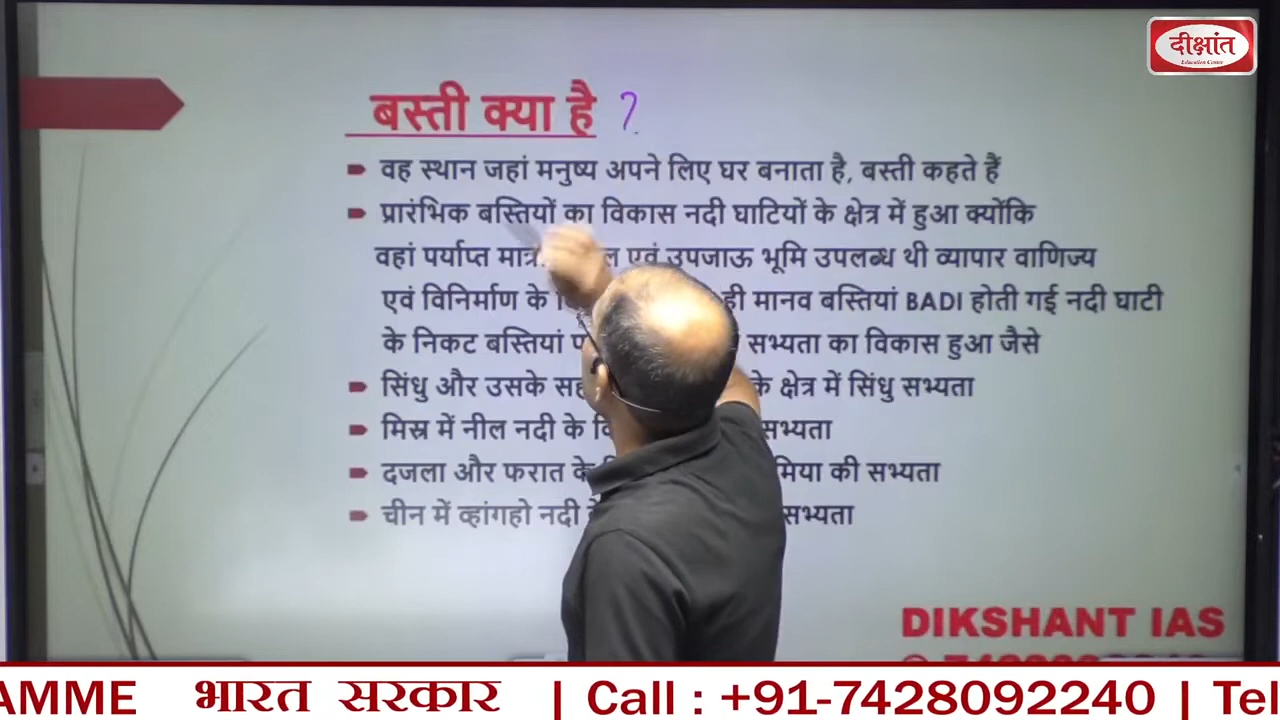 दीक्षांत
Education Centre
बस्ती क्या है ?
वह स्थान जहां मनुष्य अपने लिए घर बनाता है, बस्ती कहते हैं
प्रारंभिक बस्तियों का विकास नदी घाटियों के क्षेत्र में हुआ क्योंकि
वहां पर्याप्त एवं उपजाऊ भूमि उपलब्ध थी व्यापार वाणिज्य
एवं विनिर्माण के ही मानव बस्तियां BADI होती गई नदी घाटी
के निकट बस्तियां सभ्यता का विकास हुआ जैसे
सिंधु और उसके के क्षेत्र में सिंधु सभ्यता
मिस्र में नील नदी के सभ्यता
दजला और फरात के की सभ्यता
चीन में व्हांगहो नदी सभ्यता
DIKSHANT IAS
AMME भारत सरकार | Call : +91-7428092240 | Tel